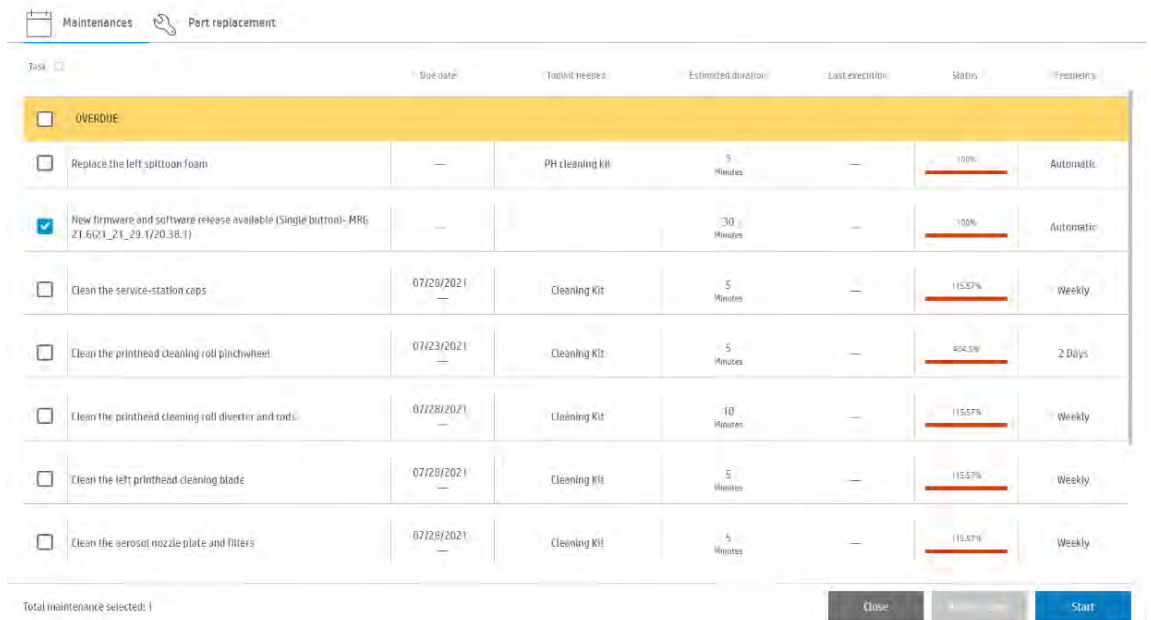 Maintenances Part replacement
Task Due date Toolkit needed Estimated duration Last execution Status Frequency
OVERDUE
Replace the left spittoon foam — PH cleaning kit 5 Minutes — 100% Automatic
New firmware and software release available (Single button)- MR6 21.6(21_21_29.1/20.38.1) — 30 Minutes — 100% Automatic
Clean the service-station caps 07/28/2021 — Cleaning Kit 5 Minutes — 115.57% Weekly
Clean the printhead cleaning roll pinchwheel 07/23/2021 — Cleaning Kit 5 Minutes — 404.5% 2 Days
Clean the printhead cleaning roll diverter and rods 07/28/2021 — Cleaning Kit 10 Minutes — 115.57% Weekly
Clean the left printhead cleaning blade 07/28/2021 — Cleaning Kit 5 Minutes — 115.57% Weekly
Clean the aerosol nozzle plate and filters 07/28/2021 — Cleaning Kit 5 Minutes — 115.57% Weekly
Total maintenance selected: 1 Close Start